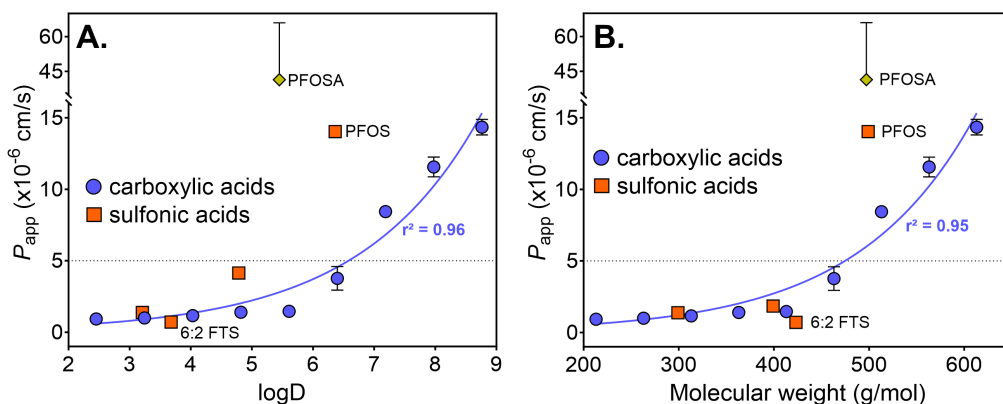 A.
60
45
15
10
5
0
P_app (x10⁻⁶ cm/s)
PFOSA
PFOS
carboxylic acids
sulfonic acids
r² = 0.96
6:2 FTS
2 3 4 5 6 7 8 9
logD
B.
60
45
15
10
5
0
P_app (x10⁻⁶ cm/s)
PFOSA
PFOS
carboxylic acids
sulfonic acids
r² = 0.95
6:2 FTS
200 300 400 500 600
Molecular weight (g/mol)